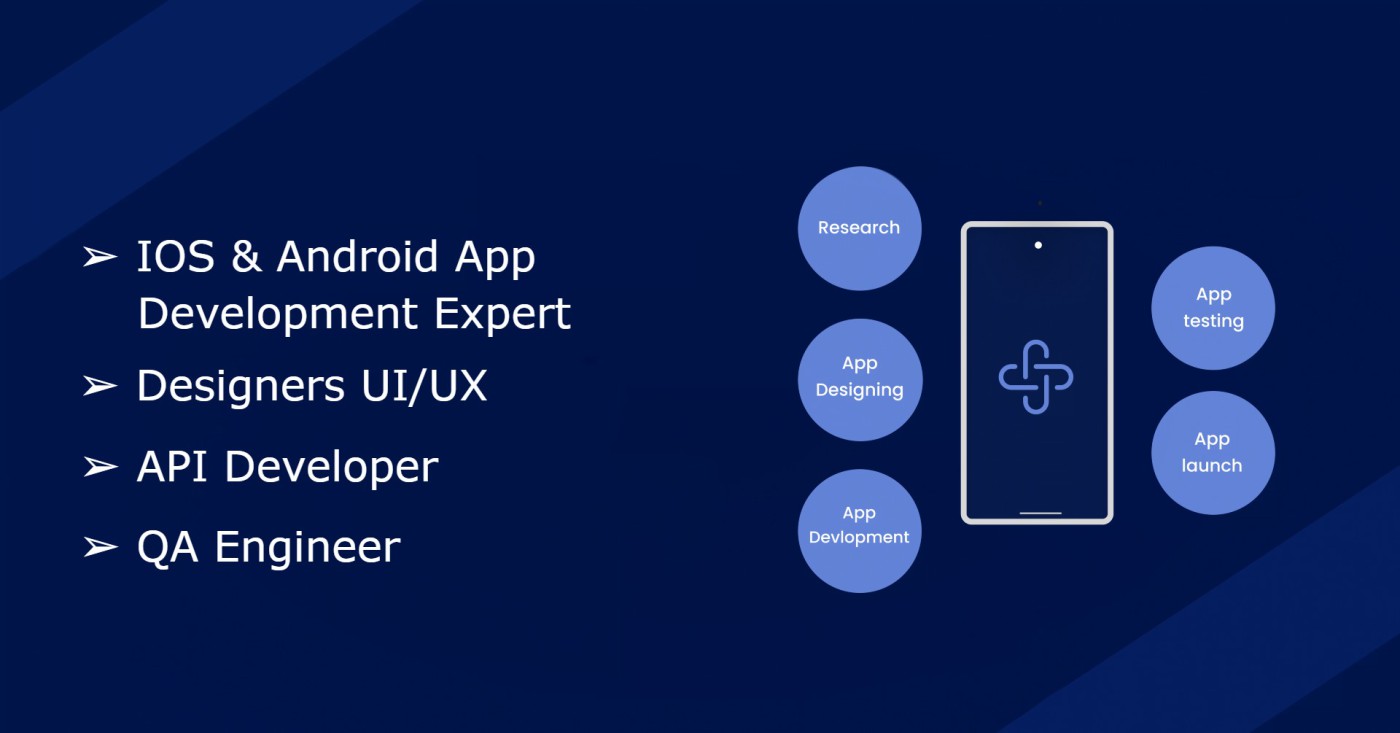 ➢ IOS & Android App
Development Expert
➢ Designers UI/UX
➢ API Developer
➢ QA Engineer
Research
App
Designing
App
Devlopment
App
testing
App
launch